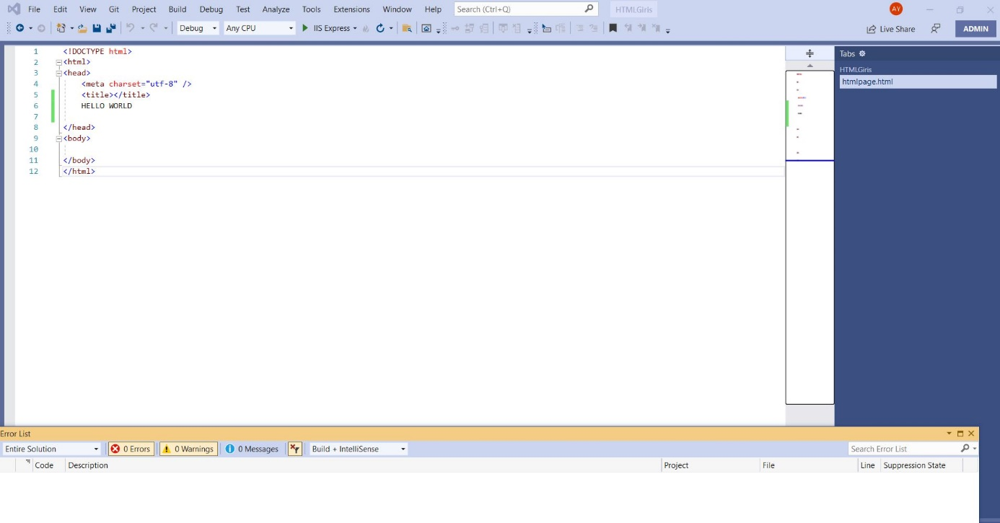 File Edit View Git Project Build Debug Test Analyze Tools Extensions Window Help Search (Ctrl+Q) HTMLGiris AY
Debug Any CPU IIS Express Live Share ADMIN
1 <!DOCTYPE html>
2 <html>
3 <head>
4 <meta charset="utf-8" />
5 <title></title>
6 HELLO WORLD
7
8 </head>
9 <body>
10
11 </body>
12 </html>
Tabs
HTMLGiris
htmlpage.html
Error List
Entire Solution 0 Errors 0 Warnings 0 Messages Build + IntelliSense Search Error List
Code Description Project File Line Suppression State